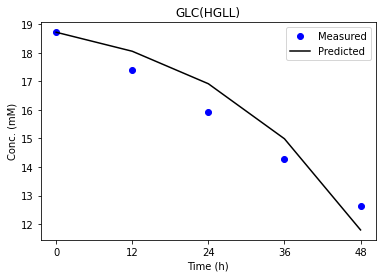 GLC(HGLL)
Measured
Predicted
Conc. (mM)
19
18
17
16
15
14
13
12
0 12 24 36 48
Time (h)